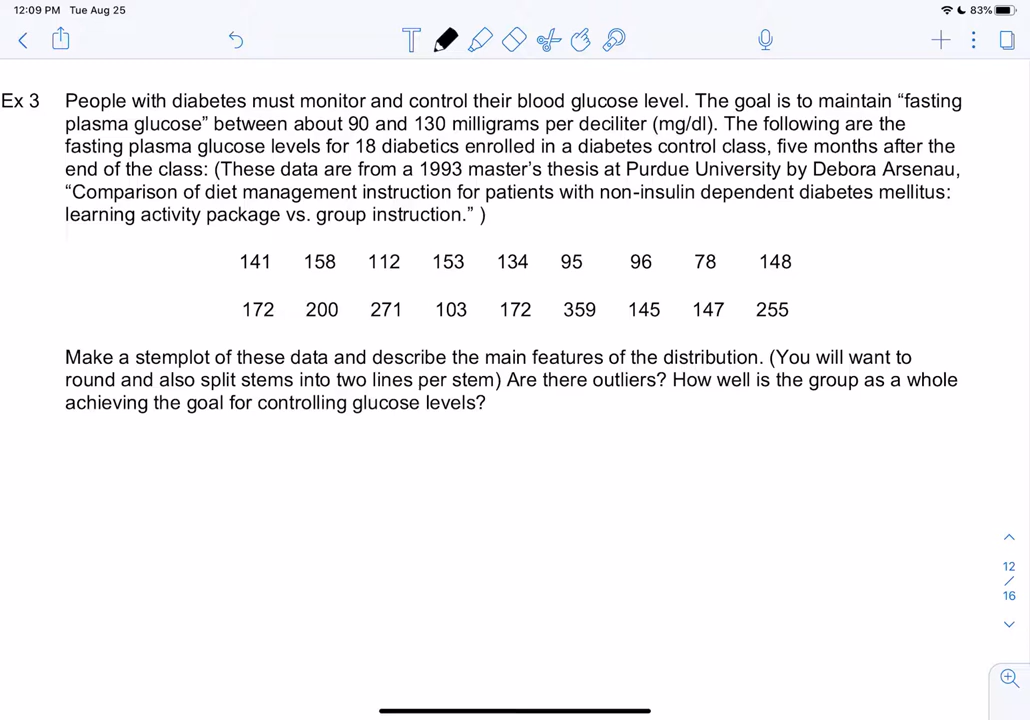 12:09 PM Tue Aug 25 83%
T
Ex 3 People with diabetes must monitor and control their blood glucose level. The goal is to maintain “fasting
plasma glucose” between about 90 and 130 milligrams per deciliter (mg/dl). The following are the
fasting plasma glucose levels for 18 diabetics enrolled in a diabetes control class, five months after the
end of the class: (These data are from a 1993 master’s thesis at Purdue University by Debora Arsenau,
“Comparison of diet management instruction for patients with non-insulin dependent diabetes mellitus:
learning activity package vs. group instruction.” )
141 158 112 153 134 95 96 78 148
172 200 271 103 172 359 145 147 255
Make a stemplot of these data and describe the main features of the distribution. (You will want to
round and also split stems into two lines per stem) Are there outliers? How well is the group as a whole
achieving the goal for controlling glucose levels?
12
/
16